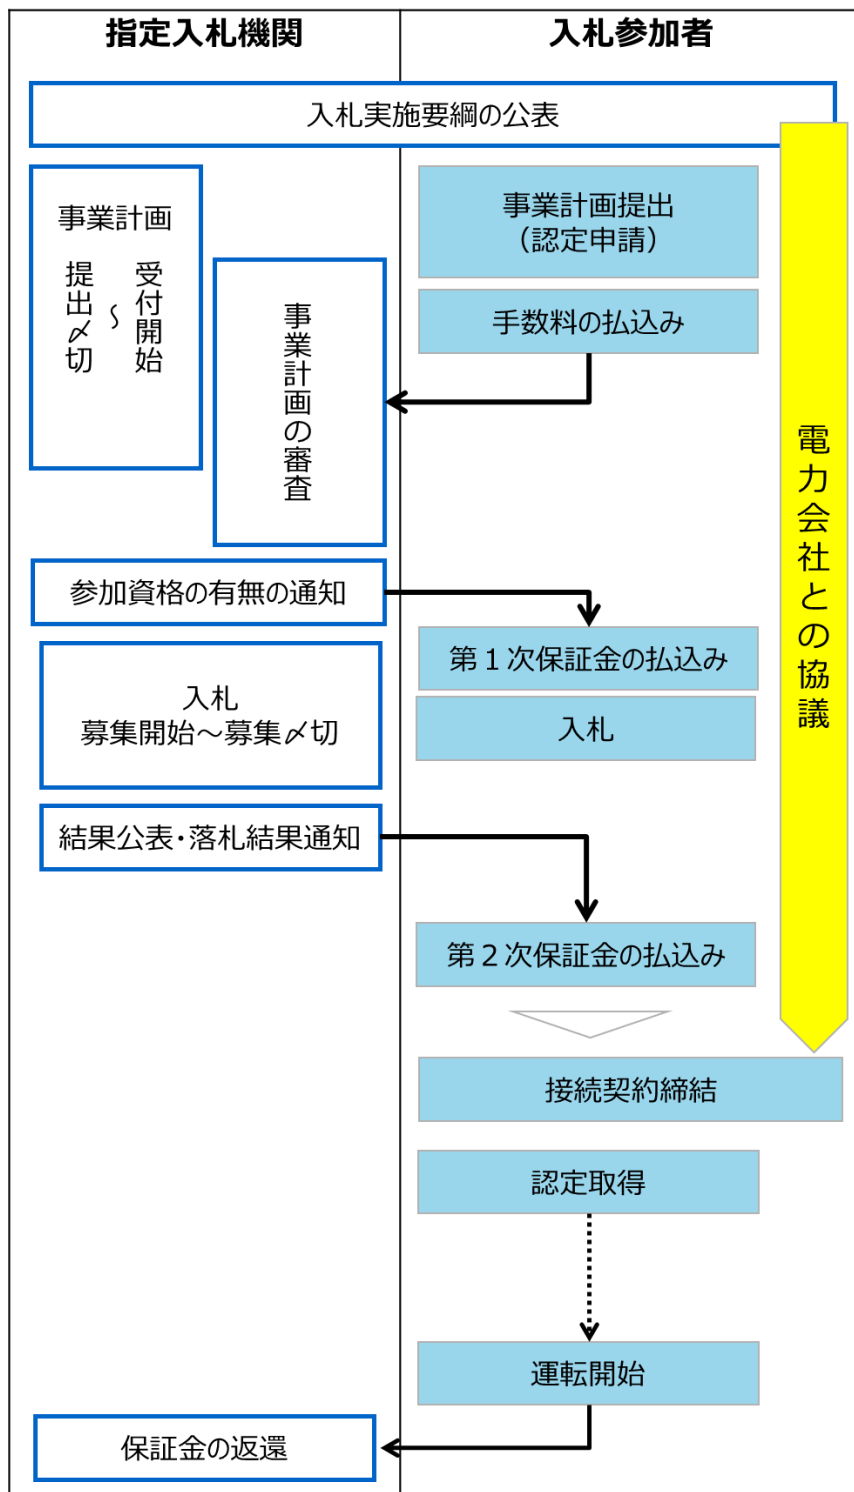 指定入札機関
入札参加者
入札実施要綱の公表
事業計画
受付開始
～
提出〆切
事業計画の審査
事業計画提出
（認定申請）
手数料の払込み
電力会社との協議
参加資格の有無の通知
第１次保証金の払込み
入札
募集開始～募集〆切
入札
結果公表・落札結果通知
第２次保証金の払込み
接続契約締結
認定取得
運転開始
保証金の返還